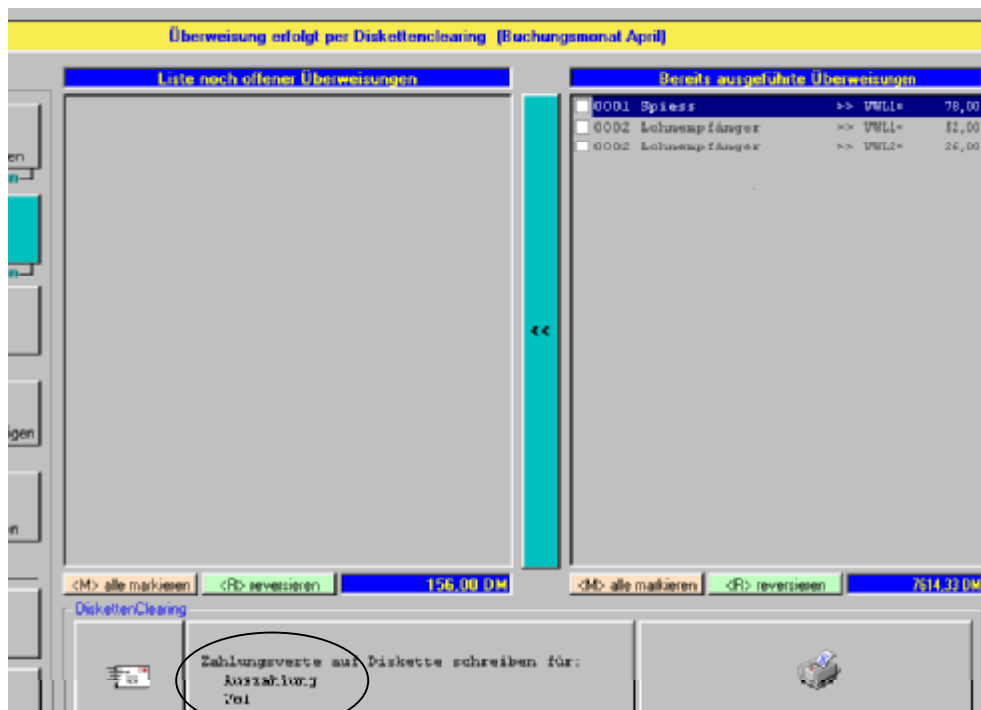 Überweisung erfolgt per Diskettenclearing (Buchungsmonat April)
Liste noch offener Überweisungen
Bereits ausgeführte Überweisungen
0001 Spiess >> VWL1= 78,00
0002 Lohnempfänger >> VWL1= 52,00
0002 Lohnempfänger >> VWL2= 26,00
en
n
n
<<
igen
n
<M> alle markieren
<R> reversieren
156,00 DM
<M> alle markieren
<R> reversieren
7614,33 DM
DiskettenClearing
Zahlungswerte auf Diskette schreiben für:
Auszahlung
Vwl